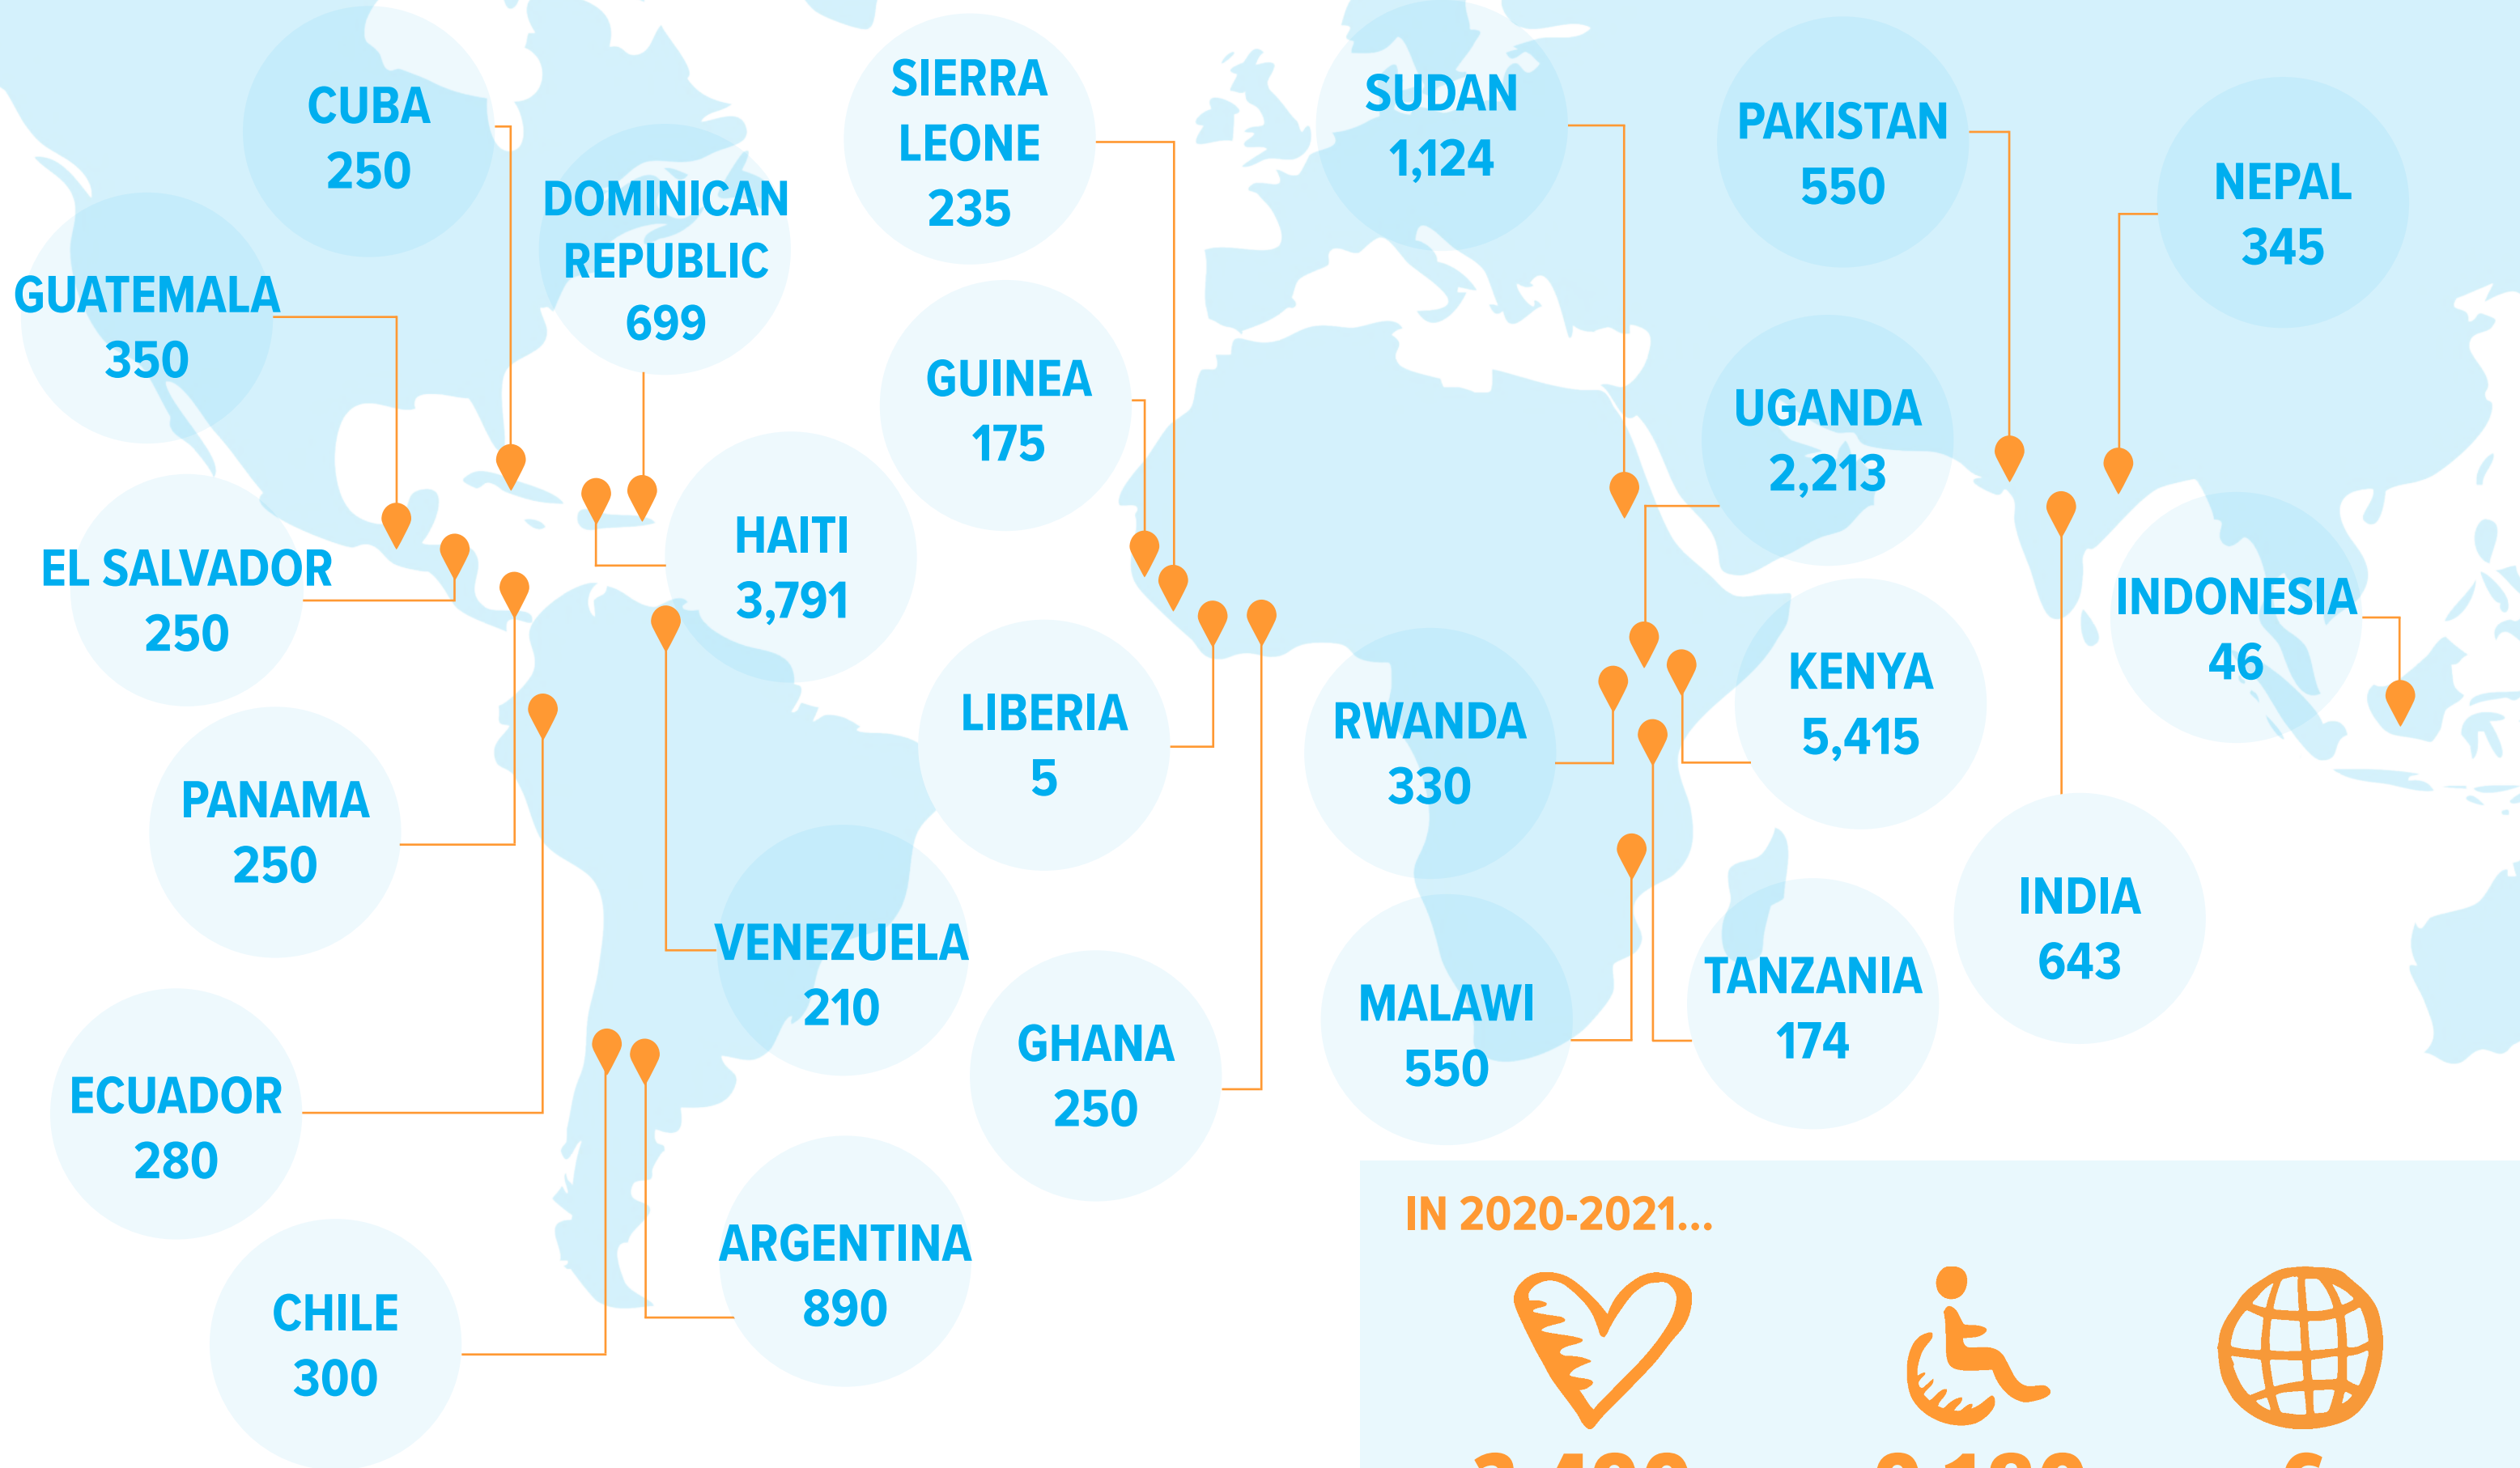 CUBA
250
DOMINICAN
REPUBLIC
699
GUATEMALA
350
EL SALVADOR
250
PANAMA
250
ECUADOR
280
CHILE
300
HAITI
3,791
VENEZUELA
210
ARGENTINA
890
SIERRA
LEONE
235
GUINEA
175
LIBERIA
5
GHANA
250
SUDAN
1,124
PAKISTAN
550
NEPAL
345
UGANDA
2,213
KENYA
5,415
RWANDA
330
MALAWI
550
TANZANIA
174
INDONESIA
46
INDIA
643
IN 2020-2021...